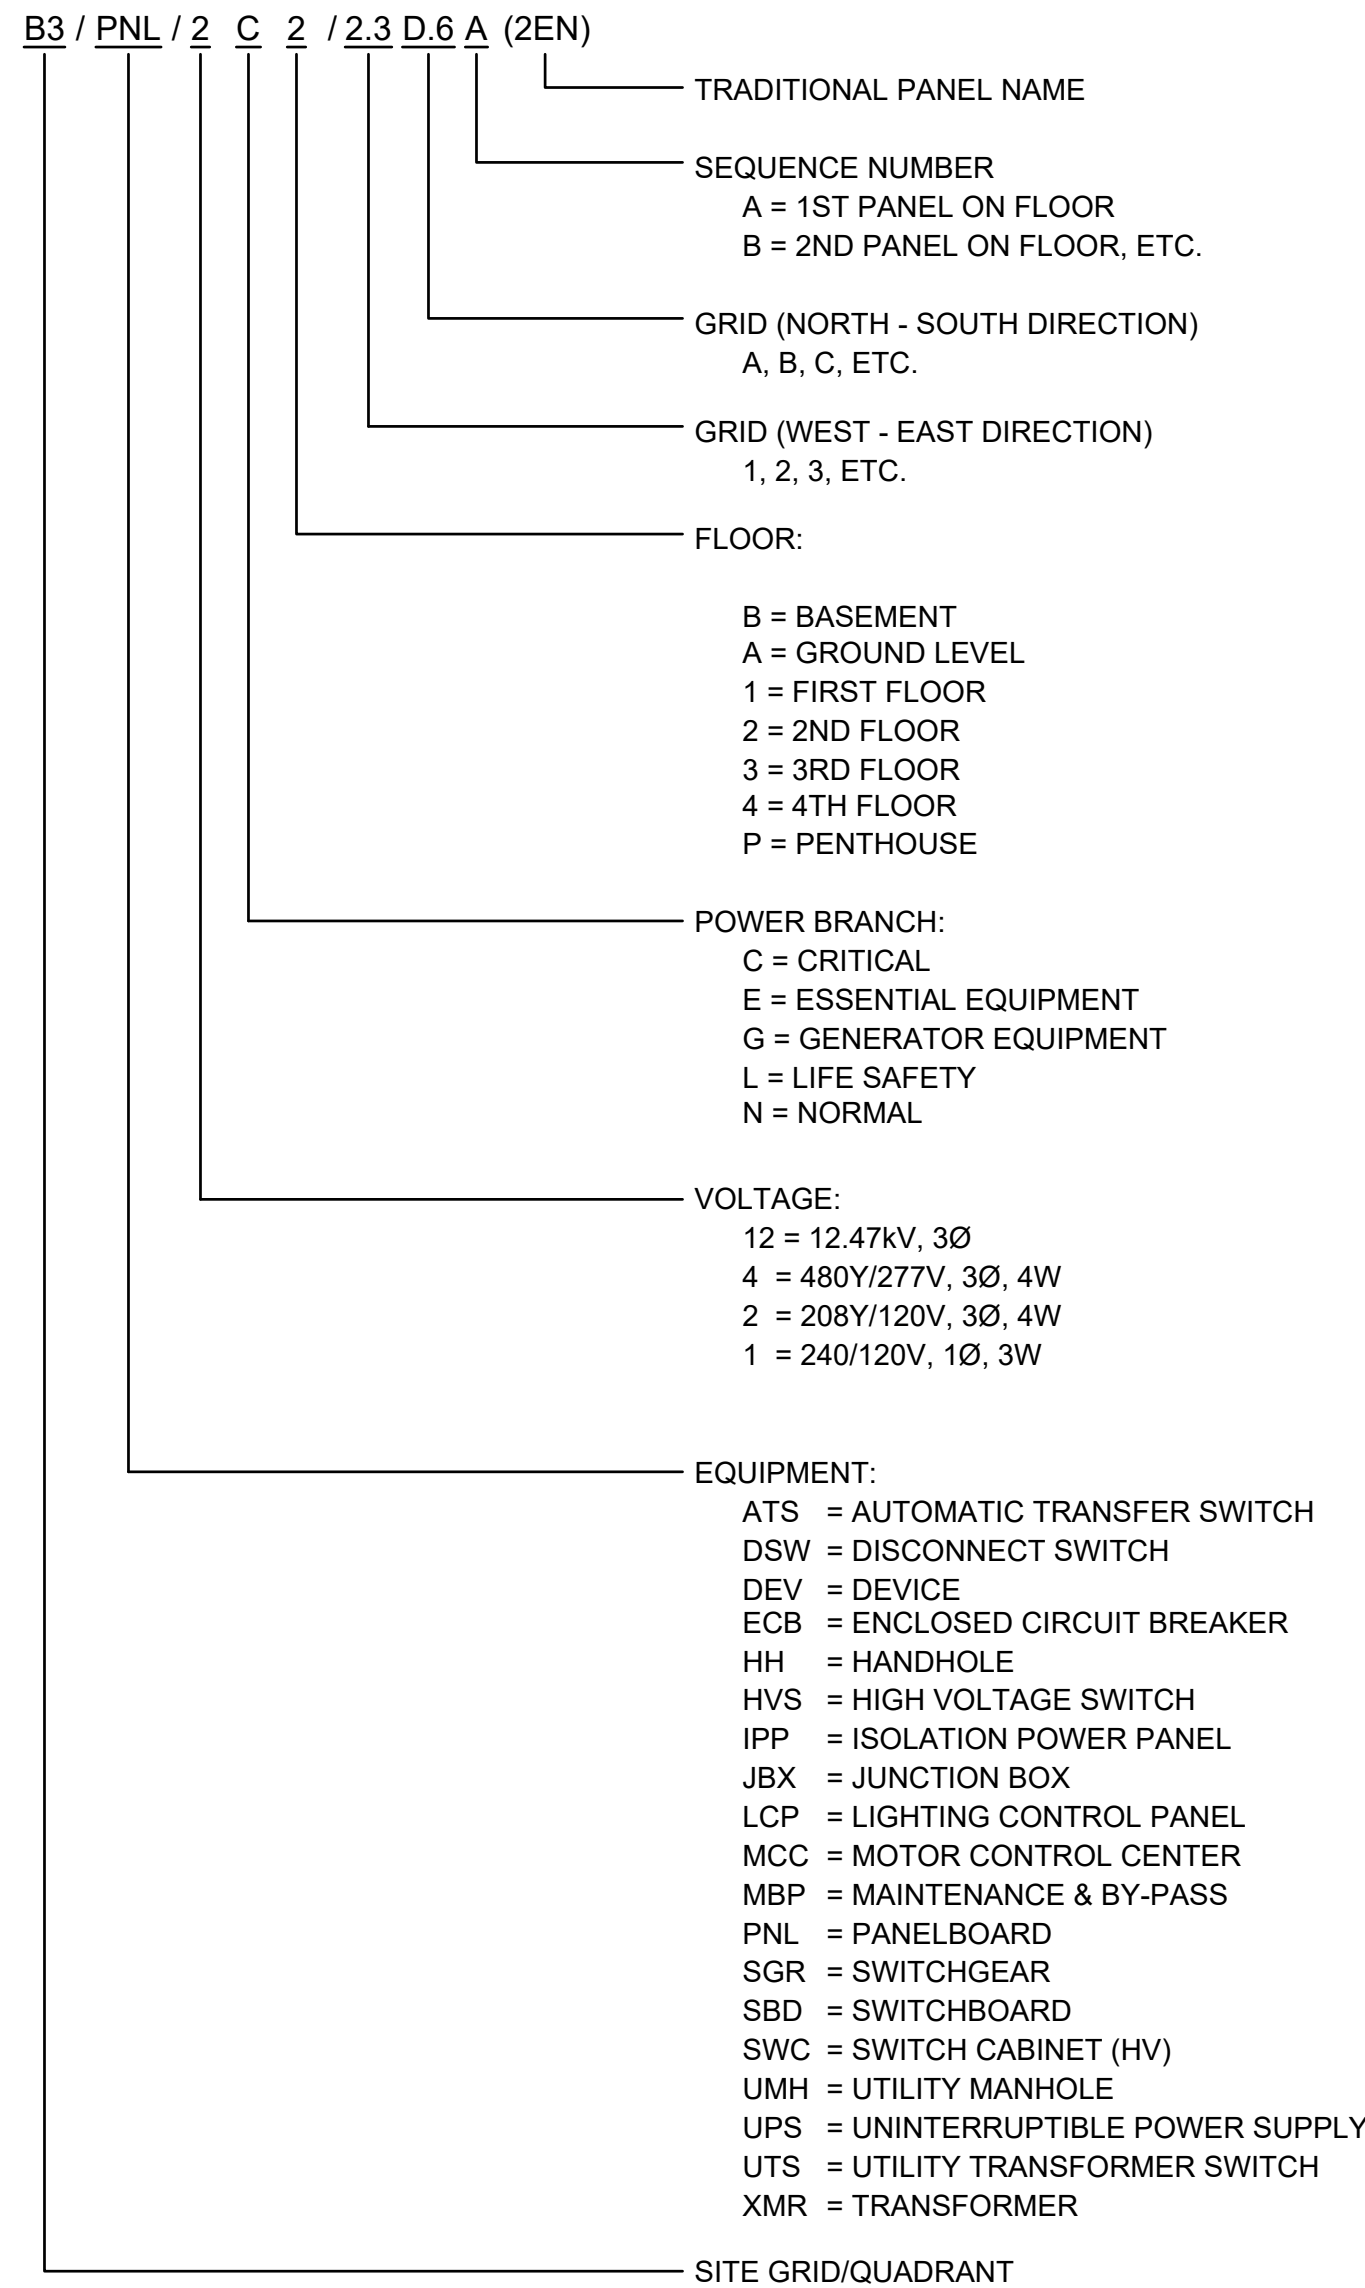 B3 / PNL / 2 C 2 / 2.3 D.6 A (2EN)
TRADITIONAL PANEL NAME
SEQUENCE NUMBER
A = 1ST PANEL ON FLOOR
B = 2ND PANEL ON FLOOR, ETC.
GRID (NORTH - SOUTH DIRECTION)
A, B, C, ETC.
GRID (WEST - EAST DIRECTION)
1, 2, 3, ETC.
FLOOR:
B = BASEMENT
A = GROUND LEVEL
1 = FIRST FLOOR
2 = 2ND FLOOR
3 = 3RD FLOOR
4 = 4TH FLOOR
P = PENTHOUSE
POWER BRANCH:
C = CRITICAL
E = ESSENTIAL EQUIPMENT
G = GENERATOR EQUIPMENT
L = LIFE SAFETY
N = NORMAL
VOLTAGE:
12 = 12.47kV, 3Ø
4 = 480Y/277V, 3Ø, 4W
2 = 208Y/120V, 3Ø, 4W
1 = 240/120V, 1Ø, 3W
EQUIPMENT:
ATS = AUTOMATIC TRANSFER SWITCH
DSW = DISCONNECT SWITCH
DEV = DEVICE
ECB = ENCLOSED CIRCUIT BREAKER
HH = HANDHOLE
HVS = HIGH VOLTAGE SWITCH
IPP = ISOLATION POWER PANEL
JBX = JUNCTION BOX
LCP = LIGHTING CONTROL PANEL
MCC = MOTOR CONTROL CENTER
MBP = MAINTENANCE & BY-PASS
PNL = PANELBOARD
SGR = SWITCHGEAR
SBD = SWITCHBOARD
SWC = SWITCH CABINET (HV)
UMH = UTILITY MANHOLE
UPS = UNINTERRUPTIBLE POWER SUPPLY
UTS = UTILITY TRANSFORMER SWITCH
XMR = TRANSFORMER
SITE GRID/QUADRANT